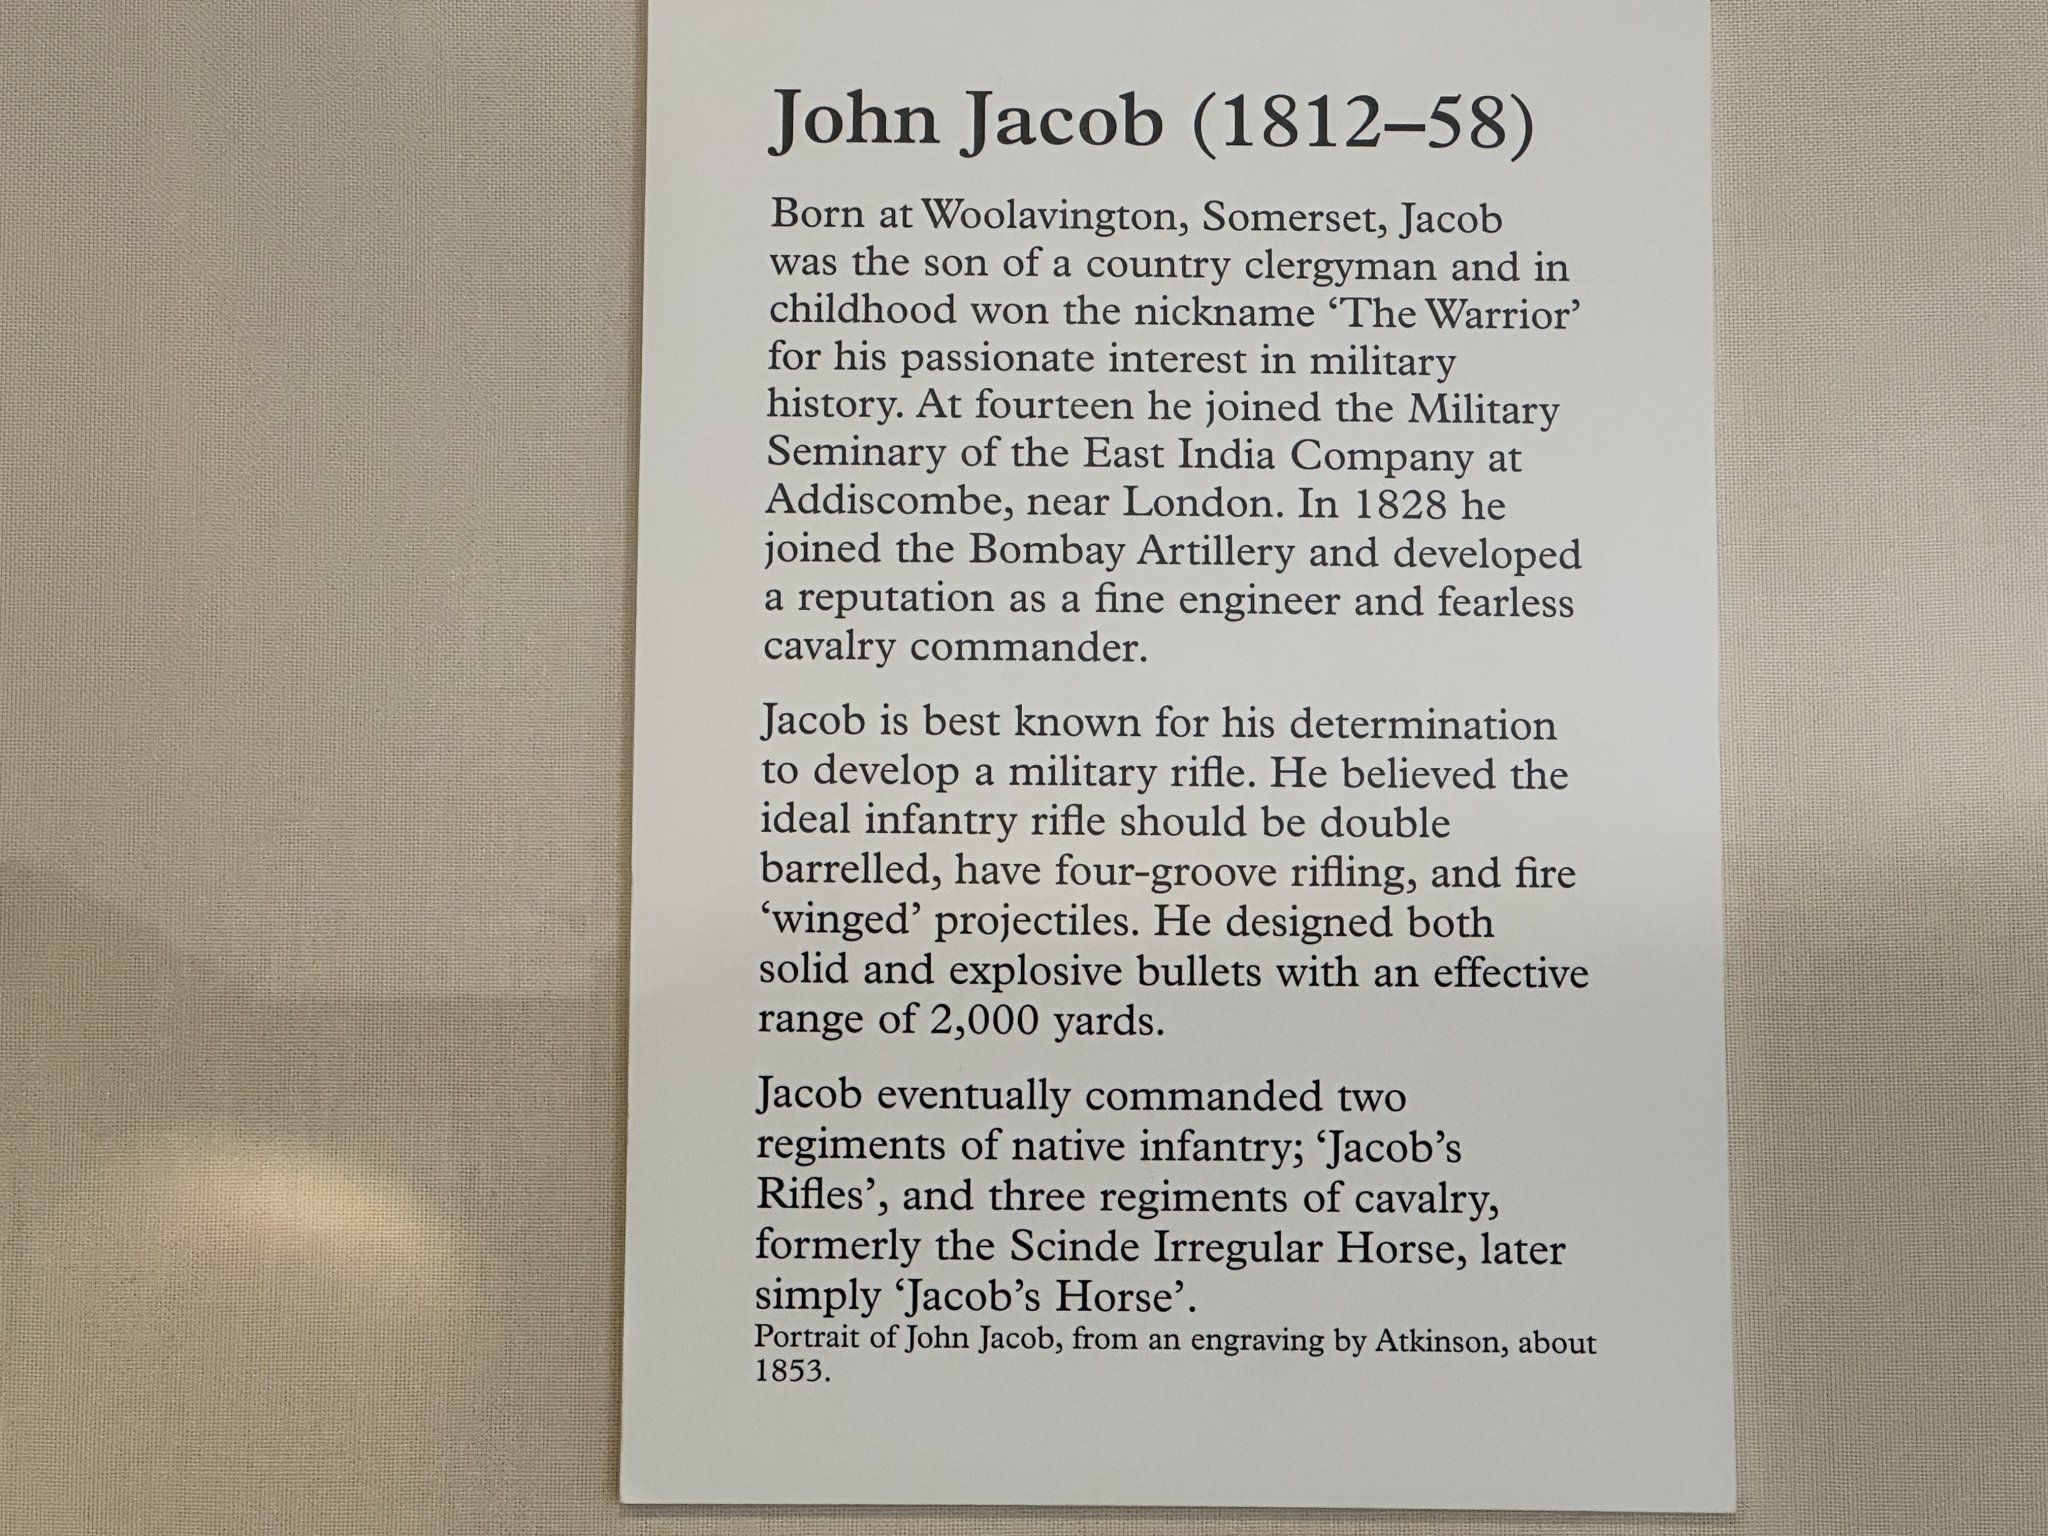 John Jacob (1812–58)
Born at Woolavington, Somerset, Jacob
was the son of a country clergyman and in
childhood won the nickname ‘The Warrior’
for his passionate interest in military
history. At fourteen he joined the Military
Seminary of the East India Company at
Addiscombe, near London. In 1828 he
joined the Bombay Artillery and developed
a reputation as a fine engineer and fearless
cavalry commander.
Jacob is best known for his determination
to develop a military rifle. He believed the
ideal infantry rifle should be double
barrelled, have four-groove rifling, and fire
‘winged’ projectiles. He designed both
solid and explosive bullets with an effective
range of 2,000 yards.
Jacob eventually commanded two
regiments of native infantry; ‘Jacob’s
Rifles’, and three regiments of cavalry,
formerly the Scinde Irregular Horse, later
simply ‘Jacob’s Horse’.
Portrait of John Jacob, from an engraving by Atkinson, about
1853.